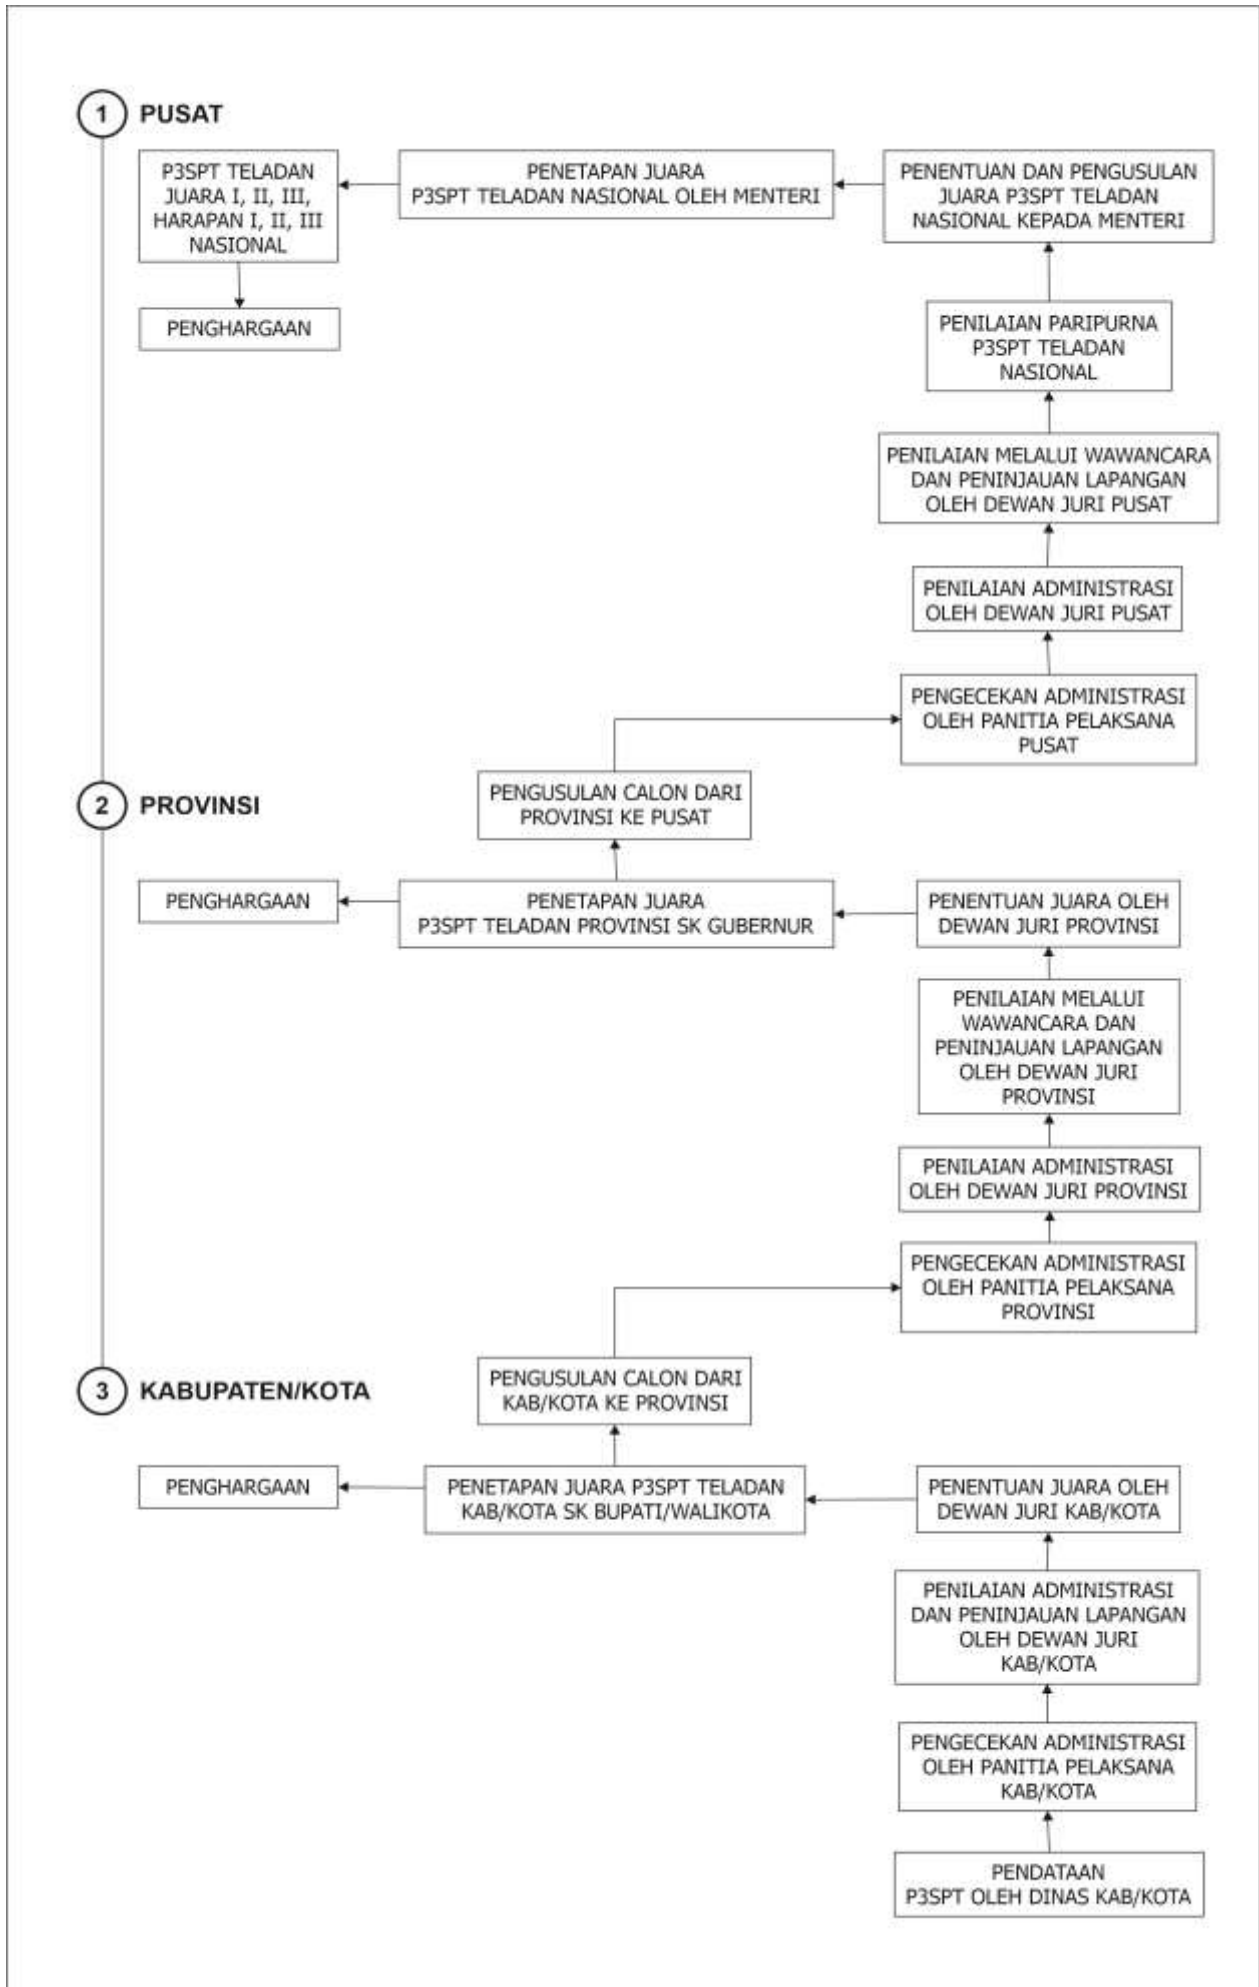 1 PUSAT
P3SPT TELADAN
JUARA I, II, III,
HARAPAN I, II, III
NASIONAL
PENETAPAN JUARA
P3SPT TELADAN NASIONAL OLEH MENTERI
PENENTUAN DAN PENGUSULAN
JUARA P3SPT TELADAN
NASIONAL KEPADA MENTERI
PENGHARGAAN
PENILAIAN PARIPURNA
P3SPT TELADAN
NASIONAL
PENILAIAN MELALUI WAWANCARA
DAN PENINJAUAN LAPANGAN
OLEH DEWAN JURI PUSAT
PENILAIAN ADMINISTRASI
OLEH DEWAN JURI PUSAT
PENGECEKAN ADMINISTRASI
OLEH PANITIA PELAKSANA
PUSAT
2 PROVINSI
PENGUSULAN CALON DARI
PROVINSI KE PUSAT
PENGHARGAAN
PENETAPAN JUARA
P3SPT TELADAN PROVINSI SK GUBERNUR
PENENTUAN JUARA OLEH
DEWAN JURI PROVINSI
PENILAIAN MELALUI
WAWANCARA DAN
PENINJAUAN LAPANGAN
OLEH DEWAN JURI
PROVINSI
PENILAIAN ADMINISTRASI
OLEH DEWAN JURI PROVINSI
PENGECEKAN ADMINISTRASI
OLEH PANITIA PELAKSANA
PROVINSI
3 KABUPATEN/KOTA
PENGUSULAN CALON DARI
KAB/KOTA KE PROVINSI
PENGHARGAAN
PENETAPAN JUARA P3SPT TELADAN
KAB/KOTA SK BUPATI/WALIKOTA
PENENTUAN JUARA OLEH
DEWAN JURI KAB/KOTA
PENILAIAN ADMINISTRASI
DAN PENINJAUAN LAPANGAN
OLEH DEWAN JURI
KAB/KOTA
PENGECEKAN ADMINISTRASI
OLEH PANITIA PELAKSANA
KAB/KOTA
PENDATAAN
P3SPT OLEH DINAS KAB/KOTA